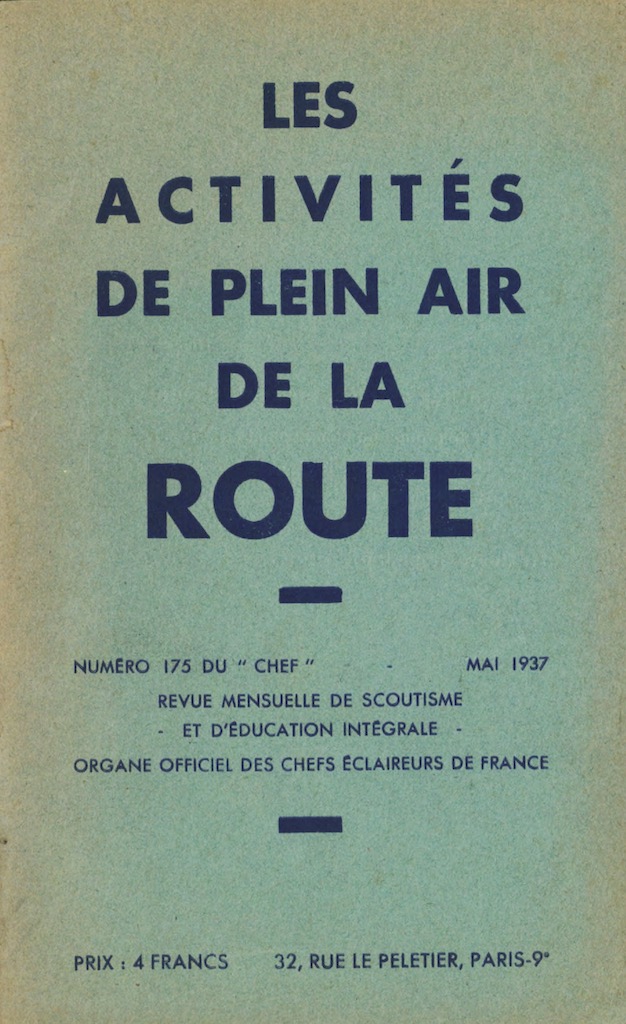 LES
ACTIVITÉS
DE PLEIN AIR
DE LA
ROUTE
NUMÉRO 175 DU " CHEF " - MAI 1937
REVUE MENSUELLE DE SCOUTISME
- ET D'ÉDUCATION INTÉGRALE -
ORGANE OFFICIEL DES CHEFS ÉCLAIREURS DE FRANCE
PRIX : 4 FRANCS 32, RUE LE PELETIER, PARIS-9ᵉ